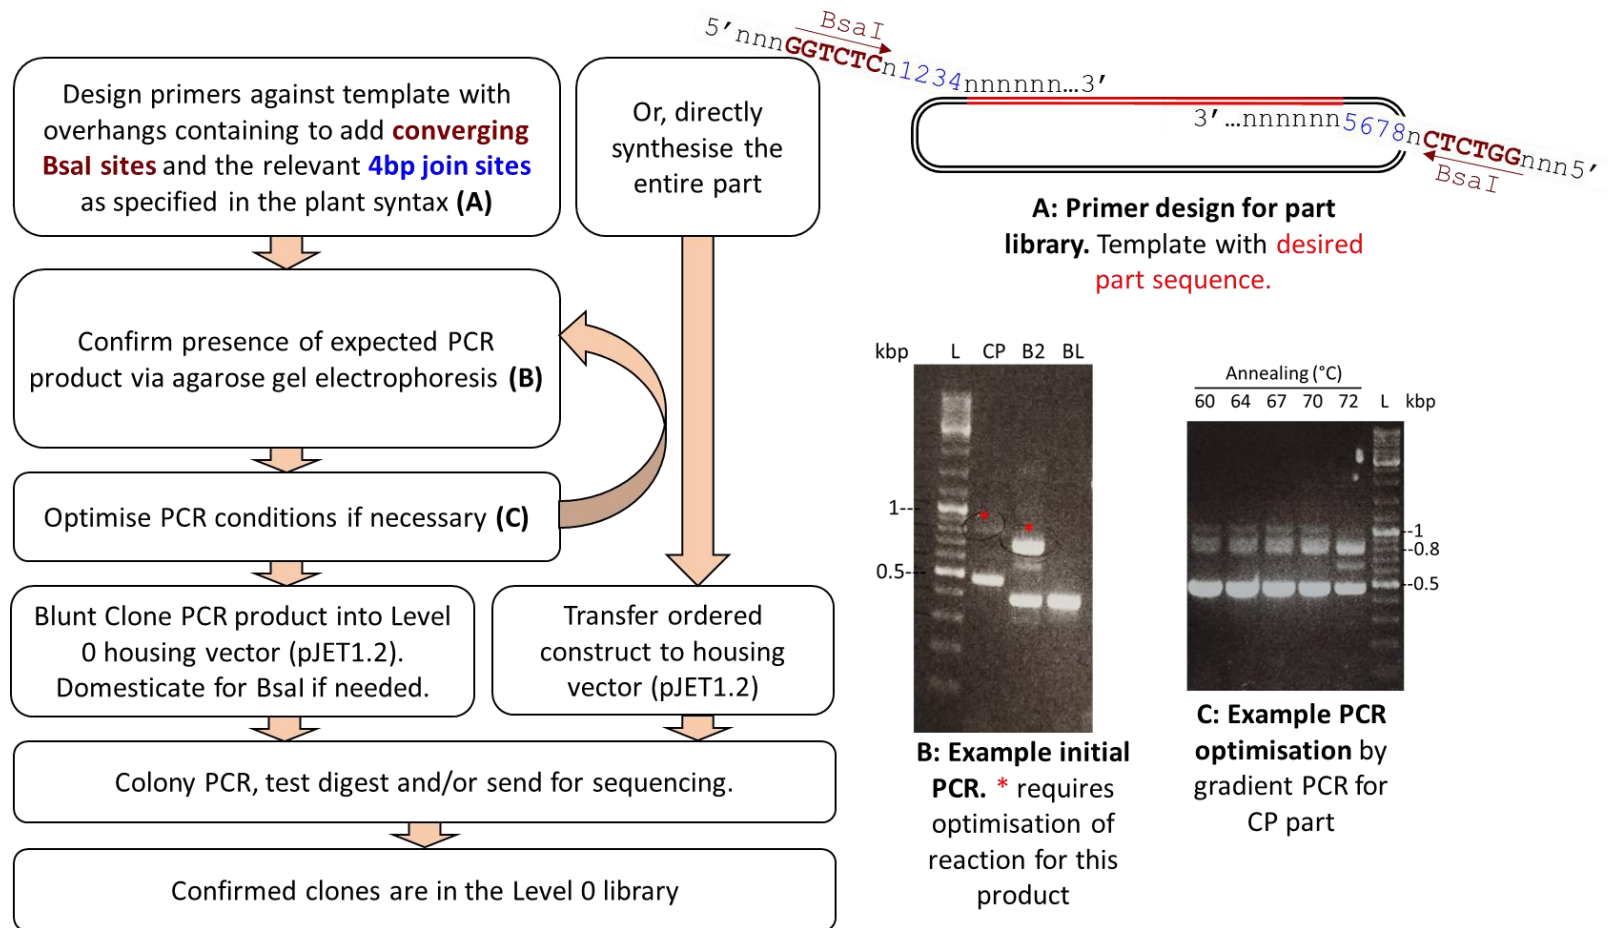 Design primers against template with
overhangs containing to add converging
BsaI sites and the relevant 4bp join sites
as specified in the plant syntax (A)
Or, directly
synthesise the
entire part
Confirm presence of expected PCR
product via agarose gel electrophoresis (B)
Optimise PCR conditions if necessary (C)
Blunt Clone PCR product into Level
0 housing vector (pJET1.2).
Domesticate for BsaI if needed.
Transfer ordered
construct to housing
vector (pJET1.2)
Colony PCR, test digest and/or send for sequencing.
Confirmed clones are in the Level 0 library
BsaI
5’nnnGGTCTCn1234nnnnnn…3’
3’…nnnnnn5678nCTCTGGnnn5’
BsaI
A: Primer design for part
library. Template with desired
part sequence.
kbp L CP B2 BL
1--
*
*
0.5--
B: Example initial
PCR. * requires
optimisation of
reaction for this
product
Annealing (°C)
60 64 67 70 72 L kbp
--1
--0.8
--0.5
C: Example PCR
optimisation by
gradient PCR for
CP part